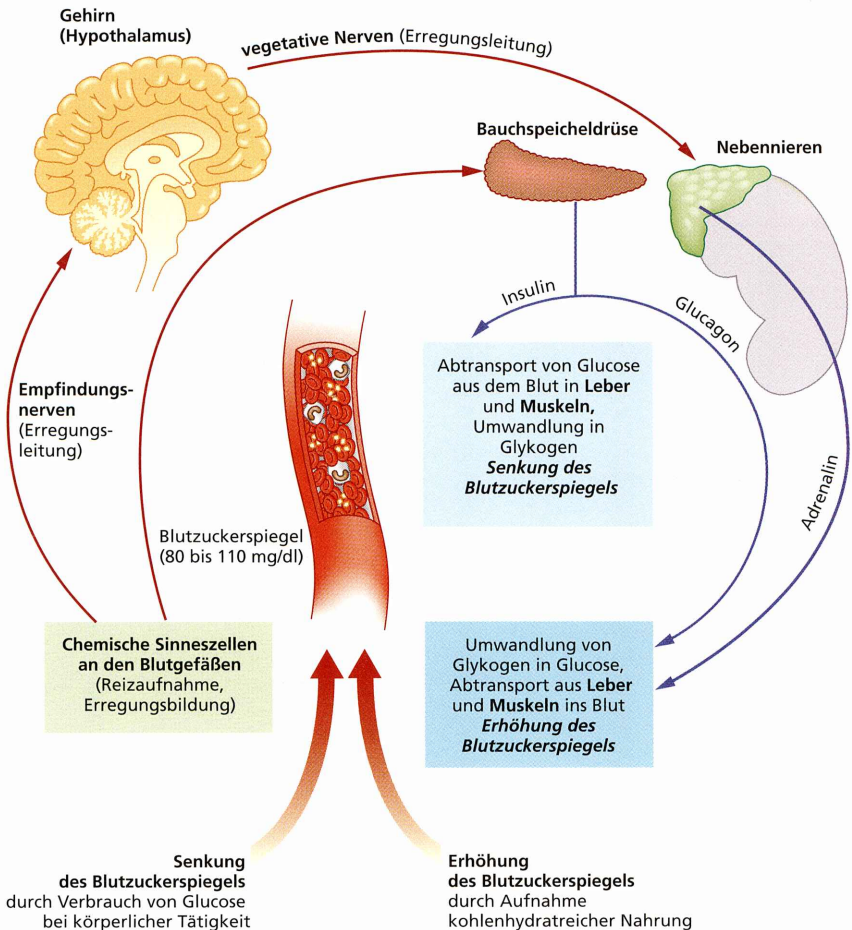 Gehirn
(Hypothalamus)
vegetative Nerven (Erregungsleitung)
Bauchspeicheldrüse
Nebennieren
Insulin
Glucagon
Abtransport von Glucose
aus dem Blut in Leber
und Muskeln,
Umwandlung in
Glykogen
Senkung des
Blutzuckerspiegels
Empfindungs-
nerven
(Erregungs-
leitung)
Adrenalin
Blutzuckerspiegel
(80 bis 110 mg/dl)
Chemische Sinneszellen
an den Blutgefäßen
(Reizaufnahme,
Erregungsbildung)
Umwandlung von
Glykogen in Glucose,
Abtransport aus Leber
und Muskeln ins Blut
Erhöhung des
Blutzuckerspiegels
Senkung
des Blutzuckerspiegels
durch Verbrauch von Glucose
bei körperlicher Tätigkeit
Erhöhung
des Blutzuckerspiegels
durch Aufnahme
kohlenhydratreicher Nahrung